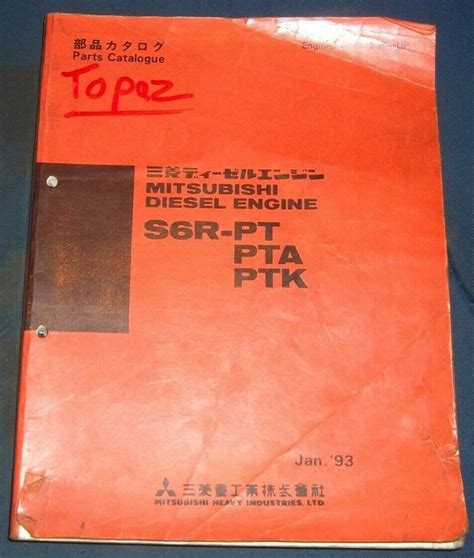 部品カタログ
Parts Catalogue
Topaz
三菱ディーゼルエンジン
MITSUBISHI
DIESEL ENGINE
S6R-PT
PTA
PTK
Jan.'93
三菱重工業株式会社
MITSUBISHI HEAVY INDUSTRIES, LTD.